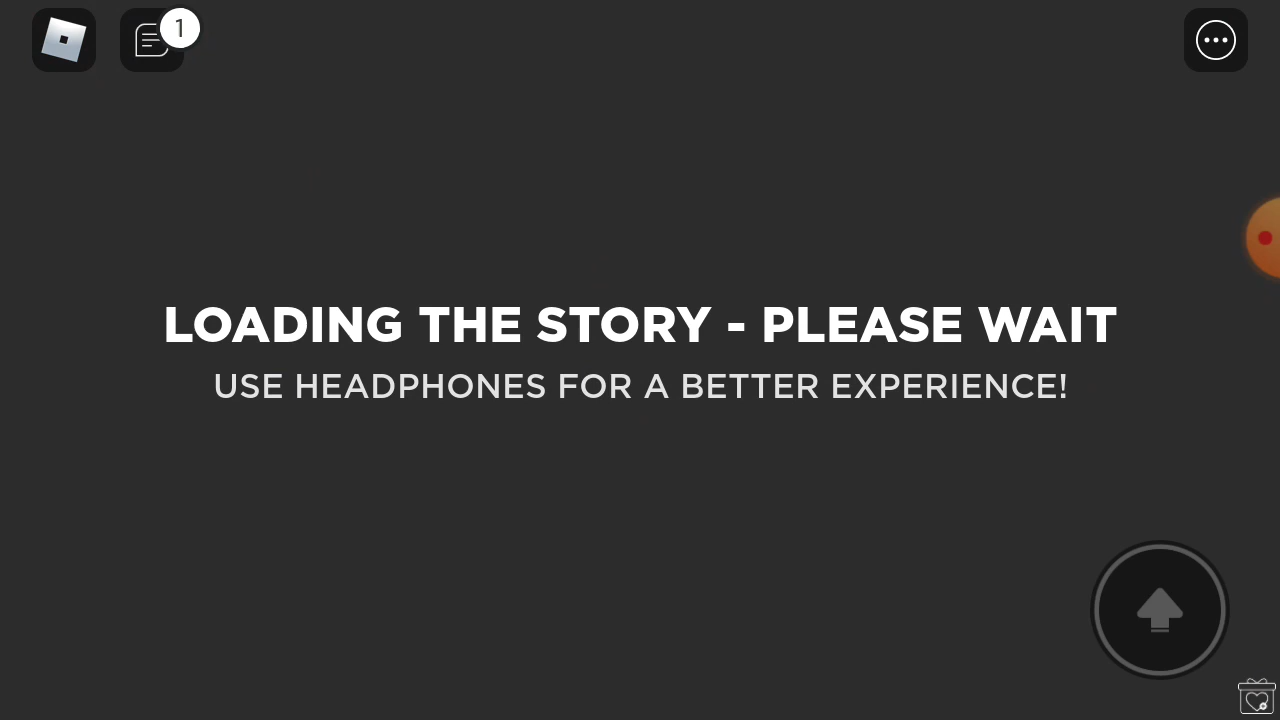 1
LOADING THE STORY - PLEASE WAIT
USE HEADPHONES FOR A BETTER EXPERIENCE!